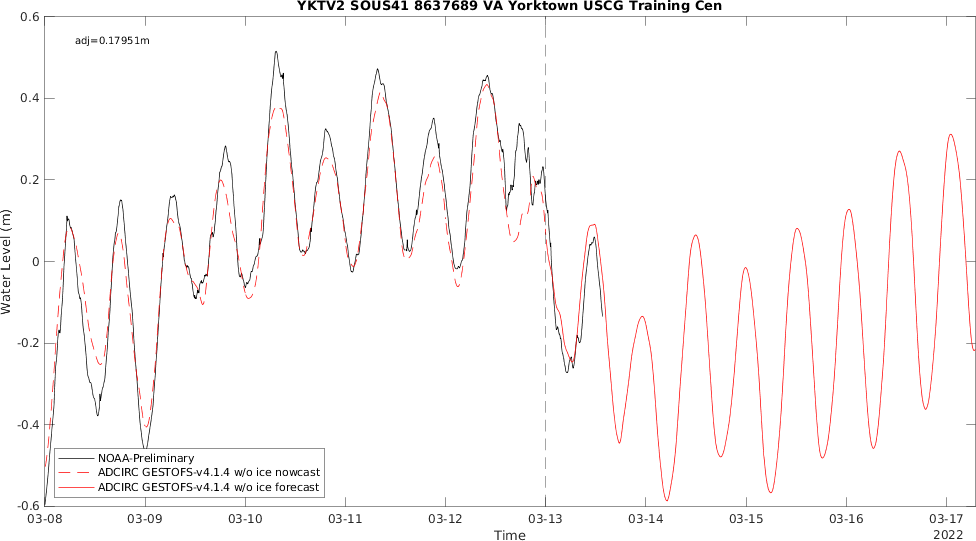 YKTV2 SOUS41 8637689 VA Yorktown USCG Training Cen
adj=0.17951m
0.6
0.4
0.2
0
-0.2
-0.4
-0.6
Water Level (m)
NOAA-Preliminary
ADCIRC GESTOFS-v4.1.4 w/o ice nowcast
ADCIRC GESTOFS-v4.1.4 w/o ice forecast
03-08 03-09 03-10 03-11 03-12 03-13 03-14 03-15 03-16 03-17
2022
Time